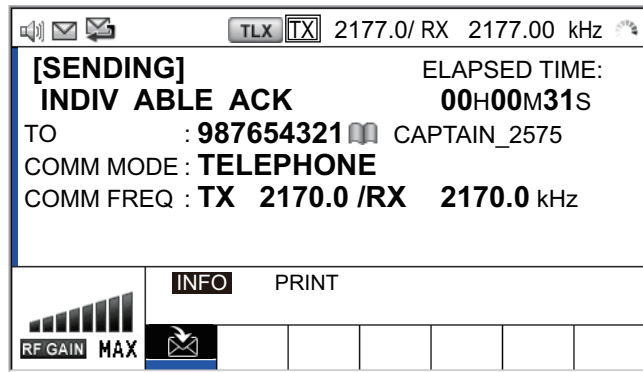 TLX TX 2177.0/ RX 2177.00 kHz
[SENDING] ELAPSED TIME:
INDIV ABLE ACK 00H00M31S
TO : 987654321 CAPTAIN_2575
COMM MODE : TELEPHONE
COMM FREQ : TX 2170.0 /RX 2170.0 kHz
INFO PRINT
RF GAIN MAX